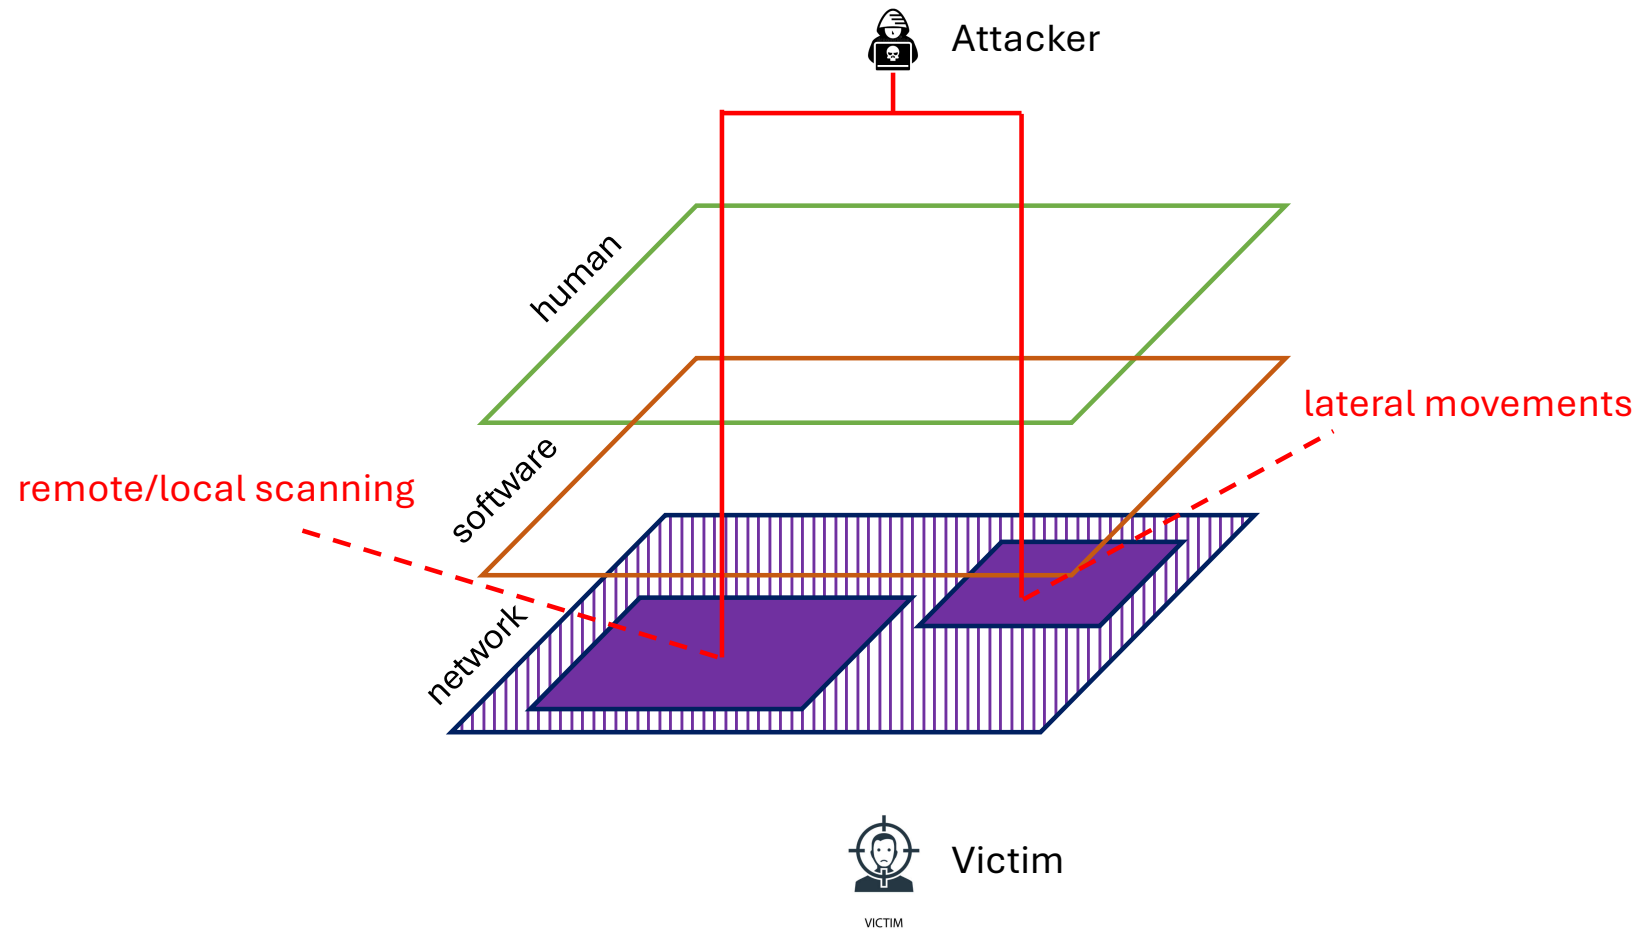 Attacker
human
lateral movements
software
remote/local scanning
network
Victim
VICTIM